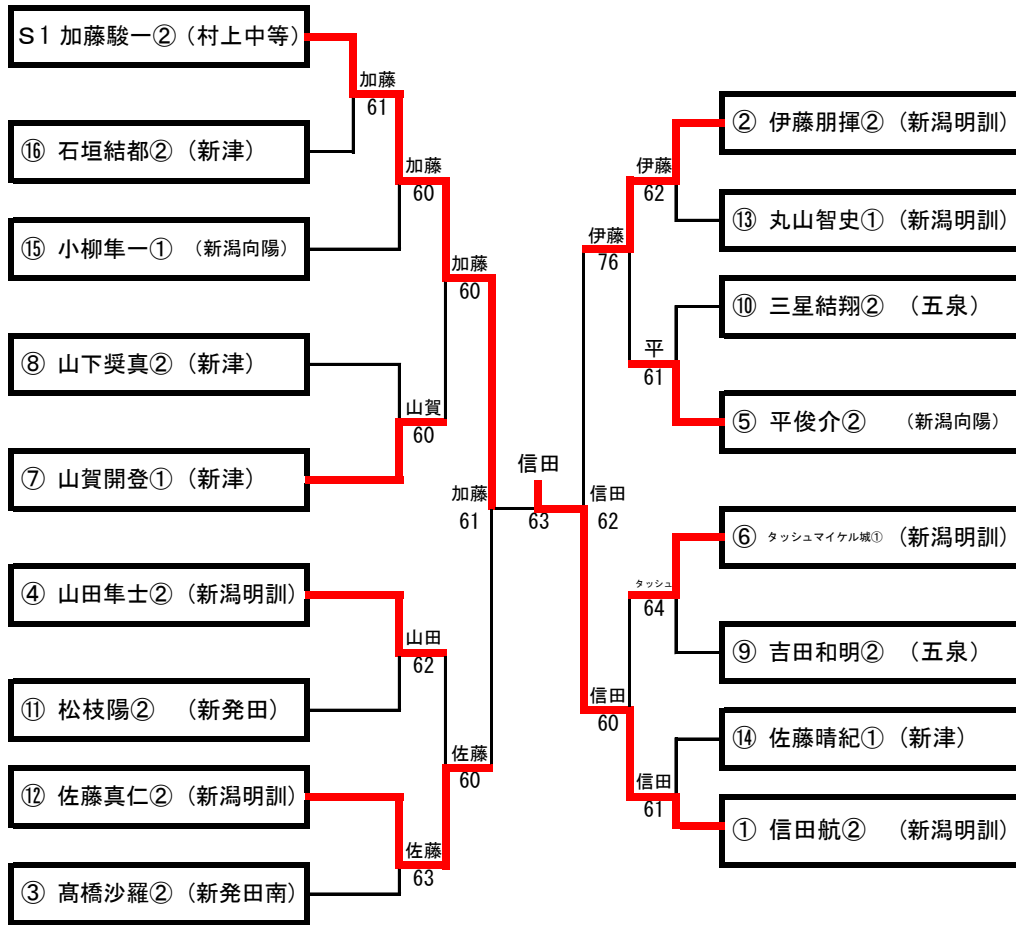 S1 加藤駿一② (村上中等)
⑯ 石垣結都② (新津)
⑮ 小柳隼一① (新潟向陽)
⑧ 山下奨真② (新津)
⑦ 山賀開登① (新津)
④ 山田隼士② (新潟明訓)
⑪ 松枝陽② (新発田)
⑫ 佐藤真仁② (新潟明訓)
③ 髙橋沙羅② (新発田南)
加藤
61
加藤
60
加藤
60
山賀
60
加藤
61
山田
62
佐藤
60
佐藤
63
信田
63
伊藤
62
伊藤
76
平
61
信田
62
タッシュ
64
信田
60
信田
61
② 伊藤朋揮② (新潟明訓)
⑬ 丸山智史① (新潟明訓)
⑩ 三星結翔② (五泉)
⑤ 平俊介② (新潟向陽)
⑥ タッシュマイケル城① (新潟明訓)
⑨ 吉田和明② (五泉)
⑭ 佐藤晴紀① (新津)
① 信田航② (新潟明訓)